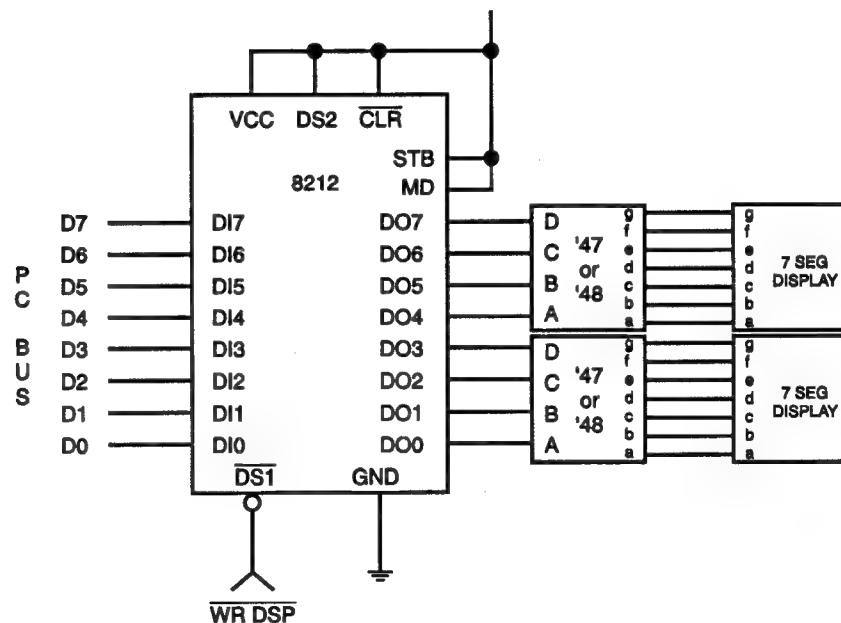 VCC DS2 CLR
STB
8212
MD
PC BUS
D7 DI7 DO7 D g g
D6 DI6 DO6 C '47 f f
D5 DI5 DO5 B or e e 7 SEG
D4 DI4 DO4 A '48 d d DISPLAY
c c
b b
a a
D3 DI3 DO3 D g g
D2 DI2 DO2 C '47 f f
D1 DI1 DO1 B or e e 7 SEG
D0 DI0 DO0 A '48 d d DISPLAY
c c
b b
a a
DS1 GND
WR DSP